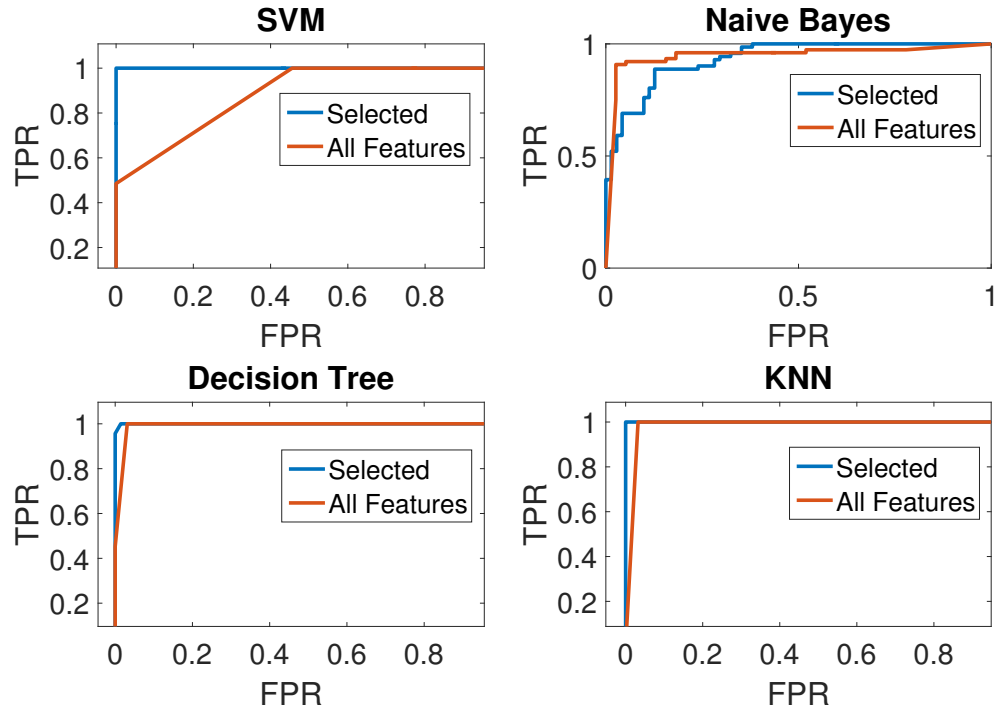 SVM
TPR
1
0.8
0.6
0.4
0.2
0 0.2 0.4 0.6 0.8
FPR
Selected
All Features
Naive Bayes
TPR
1
0.5
0
0 0.5 1
FPR
Selected
All Features
Decision Tree
TPR
1
0.8
0.6
0.4
0.2
0 0.2 0.4 0.6 0.8
FPR
Selected
All Features
KNN
TPR
1
0.8
0.6
0.4
0.2
0 0.2 0.4 0.6 0.8
FPR
Selected
All Features